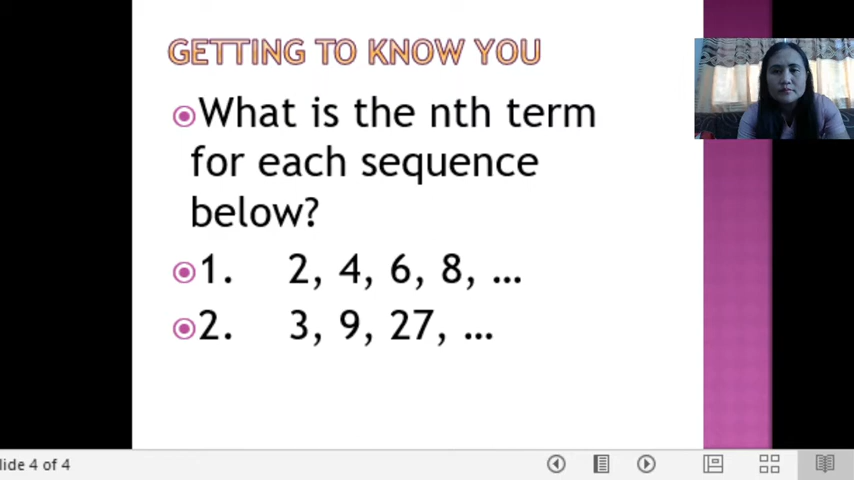 GETTING TO KNOW YOU
What is the nth term
for each sequence
below?
1. 2, 4, 6, 8, ...
2. 3, 9, 27, ...
lide 4 of 4